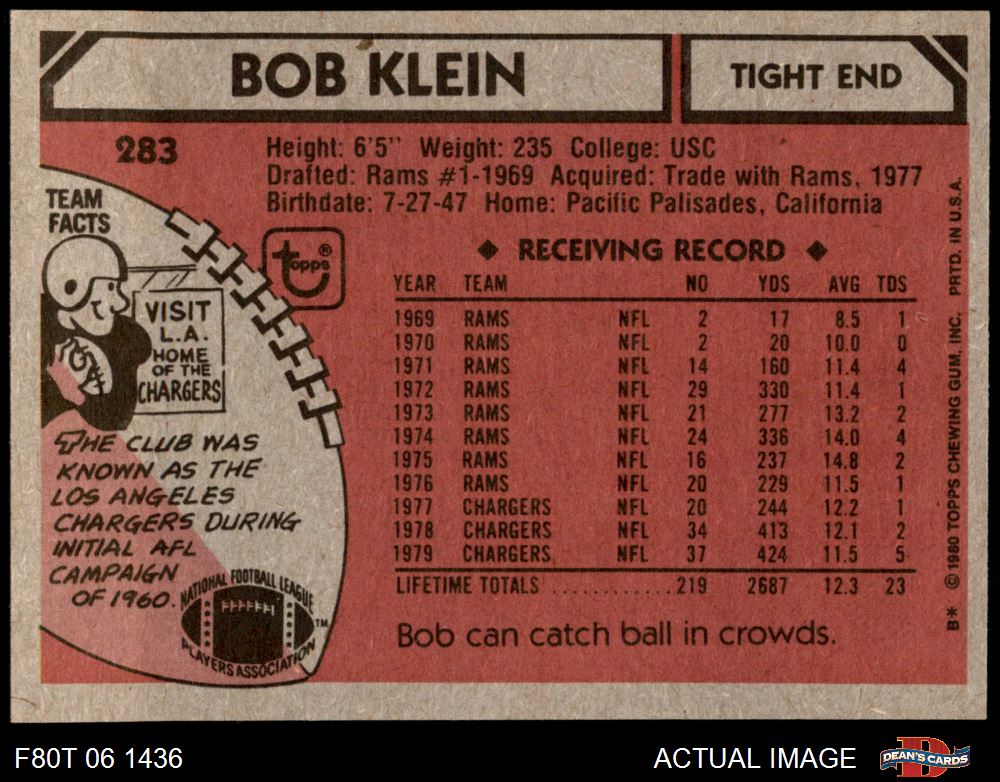 BOB KLEIN
TIGHT END
283
Height: 6'5" Weight: 235 College: USC
Drafted: Rams #1-1969 Acquired: Trade with Rams, 1977
Birthdate: 7-27-47 Home: Pacific Palisades, California
TEAM
FACTS
VISIT
L.A.
HOME
OF THE
CHARGERS
THE CLUB WAS
KNOWN AS THE
LOS ANGELES
CHARGERS DURING
INITIAL AFL
CAMPAIGN
OF 1960.
NATIONAL FOOTBALL LEAGUE
PLAYERS ASSOCIATION
TM
topps®
◆ RECEIVING RECORD ◆
YEAR TEAM NO YDS AVG TDS
1969 RAMS NFL 2 17 8.5 1
1970 RAMS NFL 2 20 10.0 0
1971 RAMS NFL 14 160 11.4 4
1972 RAMS NFL 29 330 11.4 1
1973 RAMS NFL 21 277 13.2 2
1974 RAMS NFL 24 336 14.0 4
1975 RAMS NFL 16 237 14.8 2
1976 RAMS NFL 20 229 11.5 1
1977 CHARGERS NFL 20 244 12.2 1
1978 CHARGERS NFL 34 413 12.1 2
1979 CHARGERS NFL 37 424 11.5 5
LIFETIME TOTALS ............ 219 2687 12.3 23
Bob can catch ball in crowds.
B* © 1980 TOPPS CHEWING GUM, INC. PRTD. IN U.S.A.
F80T 06 1436
ACTUAL IMAGE
D
DEAN'S CARDS